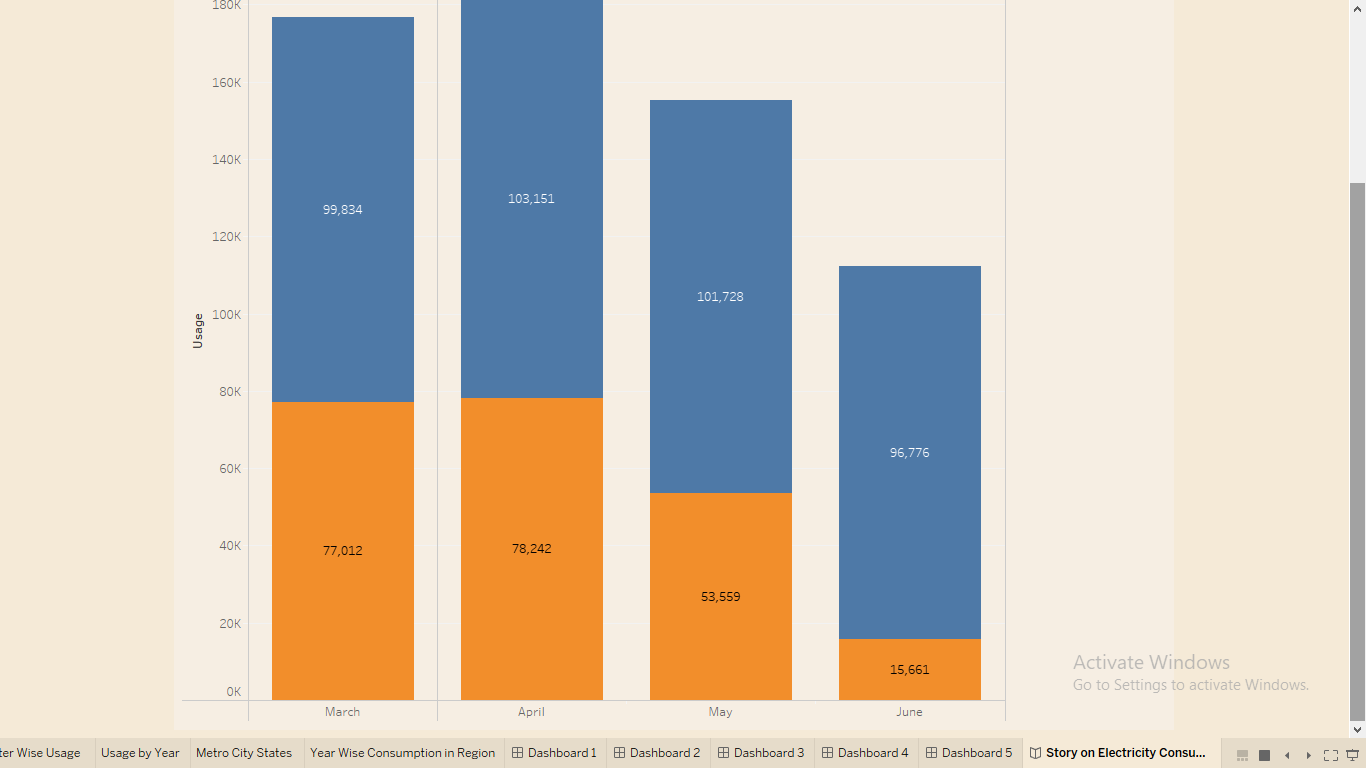 180K
160K
140K
120K
100K
80K
60K
40K
20K
0K
Usage
99,834
77,012
103,151
78,242
101,728
53,559
96,776
15,661
March
April
May
June
Activate Windows
Go to Settings to activate Windows.
ter Wise Usage
Usage by Year
Metro City States
Year Wise Consumption in Region
Dashboard 1
Dashboard 2
Dashboard 3
Dashboard 4
Dashboard 5
Story on Electricity Consu...